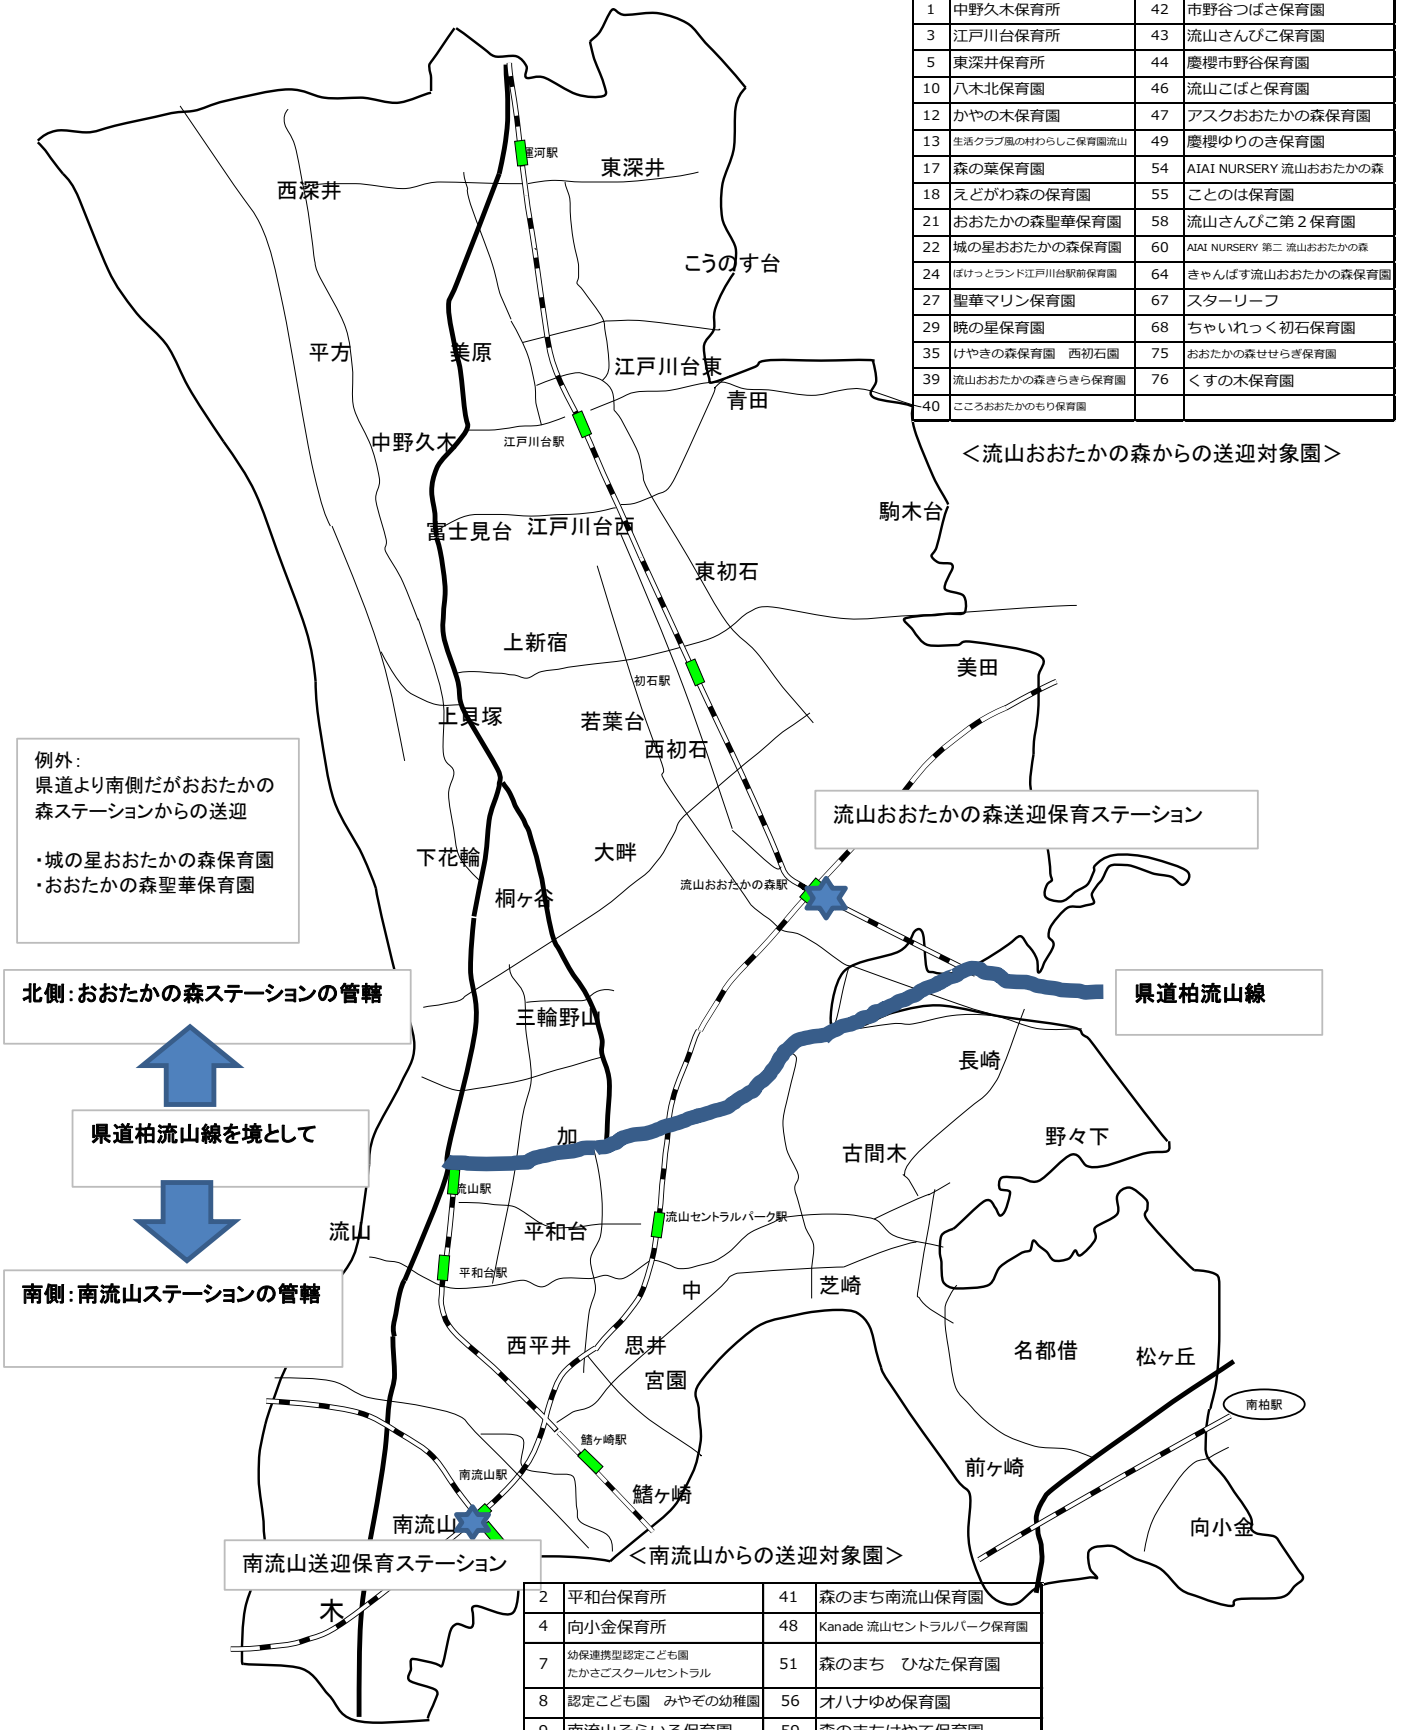 1 中野久木保育所 42 市野谷つばさ保育園
3 江戸川台保育所 43 流山さんぴこ保育園
5 東深井保育所 44 慶櫻市野谷保育園
10 八木北保育園 46 流山こばと保育園
12 かやの木保育園 47 アスクおおたかの森保育園
13 生活クラブ風の村わらしこ保育園流山 49 慶櫻ゆりのき保育園
17 森の葉保育園 54 AIAI NURSERY 流山おおたかの森
18 えどがわ森の保育園 55 ことのは保育園
21 おおたかの森聖華保育園 58 流山さんぴこ第２保育園
22 城の星おおたかの森保育園 60 AIAI NURSERY 第二 流山おおたかの森
24 ぽけっとランド江戸川台駅前保育園 64 きゃんぱす流山おおたかの森保育園
27 聖華マリン保育園 67 スターリーフ
29 暁の星保育園 68 ちゃいれっく初石保育園
35 けやきの森保育園　西初石園 75 おおたかの森せせらぎ保育園
39 流山おおたかの森きらきら保育園 76 くすの木保育園
40 こころおおたかのもり保育園
＜流山おおたかの森からの送迎対象園＞
運河駅
東深井
西深井
こうのす台
平方
美原
江戸川台東
青田
中野久木
江戸川台駅
駒木台
富士見台
江戸川台西
東初石
上新宿
美田
初石駅
上貝塚
若葉台
西初石
例外：
県道より南側だがおおたかの
森ステーションからの送迎
・城の星おおたかの森保育園
・おおたかの森聖華保育園
流山おおたかの森送迎保育ステーション
下花輪
大畔
流山おおたかの森駅
桐ヶ谷
北側：おおたかの森ステーションの管轄
県道柏流山線
三輪野山
長崎
県道柏流山線を境として
加
野々下
古間木
流山駅
流山セントラルパーク駅
流山
平和台
平和台駅
南側：南流山ステーションの管轄
中
芝崎
西平井
思井
名都借
松ヶ丘
宮園
南柏駅
鰭ヶ崎駅
前ヶ崎
南流山駅
鰭ヶ崎
南流山
向小金
南流山送迎保育ステーション
＜南流山からの送迎対象園＞
木
2 平和台保育所 41 森のまち南流山保育園
4 向小金保育所 48 Kanade 流山セントラルパーク保育園
7 幼保連携型認定こども園
たかさごスクールセントラル 51 森のまち　ひなた保育園
8 認定こども園　みやぞの幼稚園 56 オハナゆめ保育園
9 南流山そらいろ保育園 59 森のまちはやて保育園